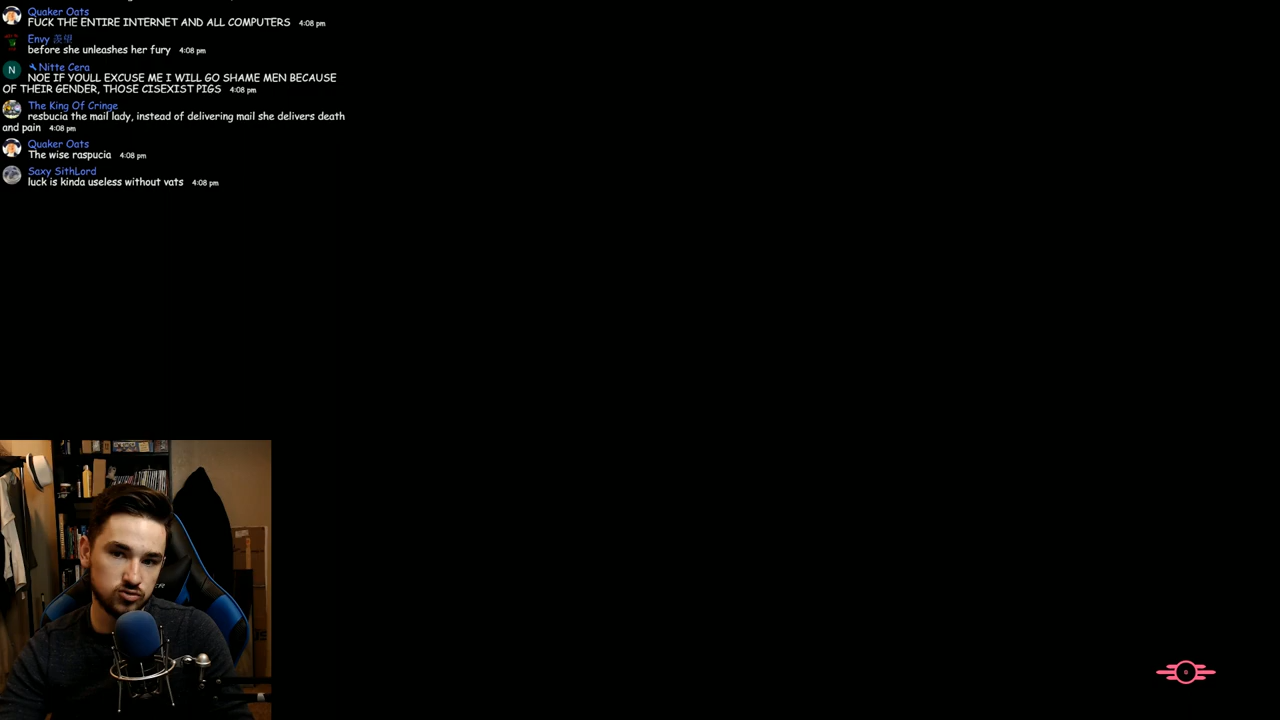 Quaker Oats
FUCK THE ENTIRE INTERNET AND ALL COMPUTERS 4:08 pm
Envy 羨望
before she unleashes her fury 4:08 pm
N
Nitte Cera
NOE IF YOULL EXCUSE ME I WILL GO SHAME MEN BECAUSE
OF THEIR GENDER, THOSE CISEXIST PIGS 4:08 pm
The King Of Cringe
resbucia the mail lady, instead of delivering mail she delivers death
and pain 4:08 pm
Quaker Oats
The wise raspucia 4:08 pm
Saxy SithLord
luck is kinda useless without vats 4:08 pm